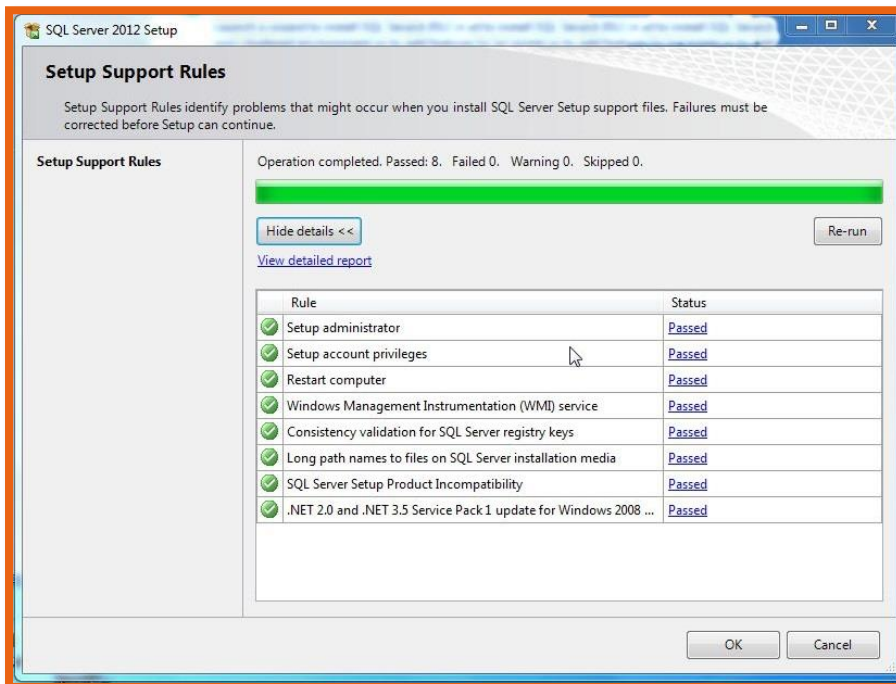 SQL Server 2012 Setup
Setup Support Rules
Setup Support Rules identify problems that might occur when you install SQL Server Setup support files. Failures must be
corrected before Setup can continue.
Setup Support Rules
Operation completed. Passed: 8. Failed 0. Warning 0. Skipped 0.
Hide details <<
Re-run
View detailed report
Rule Status
Setup administrator Passed
Setup account privileges Passed
Restart computer Passed
Windows Management Instrumentation (WMI) service Passed
Consistency validation for SQL Server registry keys Passed
Long path names to files on SQL Server installation media Passed
SQL Server Setup Product Incompatibility Passed
.NET 2.0 and .NET 3.5 Service Pack 1 update for Windows 2008 ... Passed
OK Cancel